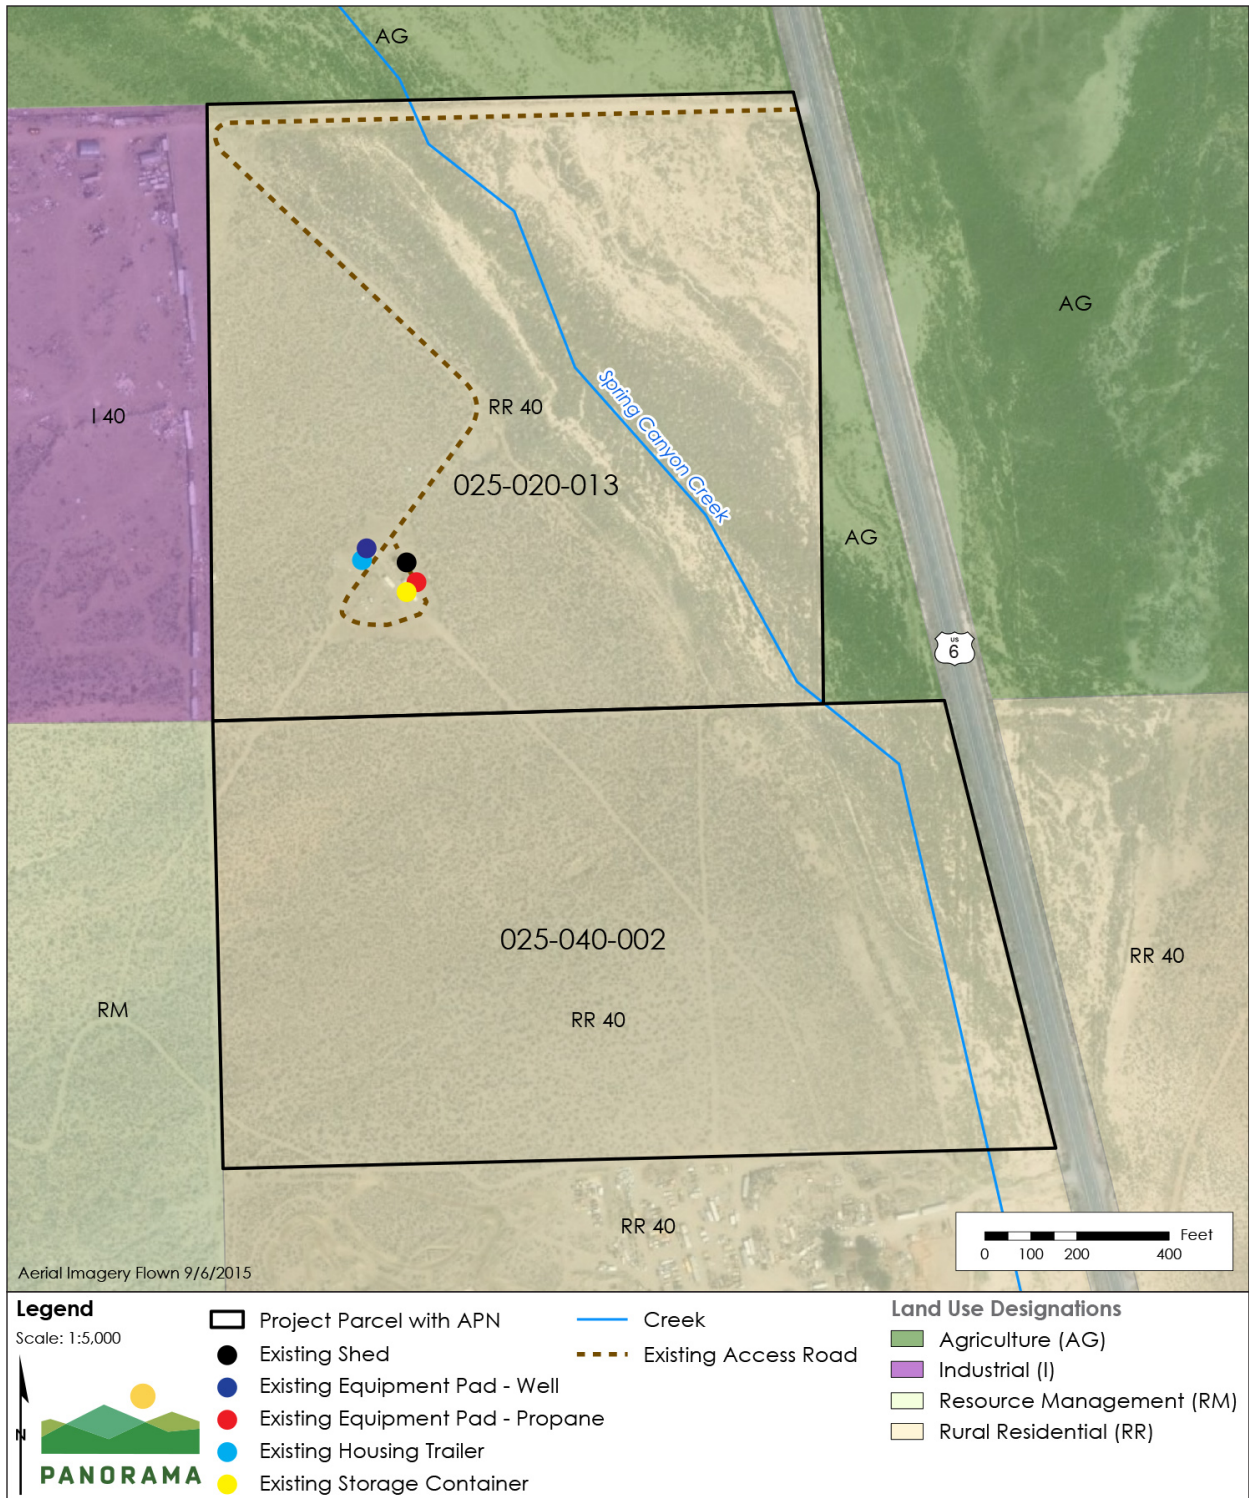 AG
AG
I 40
RR 40
Spring Canyon Creek
025-020-013
AG
US
6
025-040-002
RR 40
RM
RR 40
RR 40
Feet
0 100 200 400
Aerial Imagery Flown 9/6/2015
Legend
Scale: 1:5,000
N
PANORAMA
Project Parcel with APN
Existing Shed
Existing Equipment Pad - Well
Existing Equipment Pad - Propane
Existing Housing Trailer
Existing Storage Container
Creek
Existing Access Road
Land Use Designations
Agriculture (AG)
Industrial (I)
Resource Management (RM)
Rural Residential (RR)